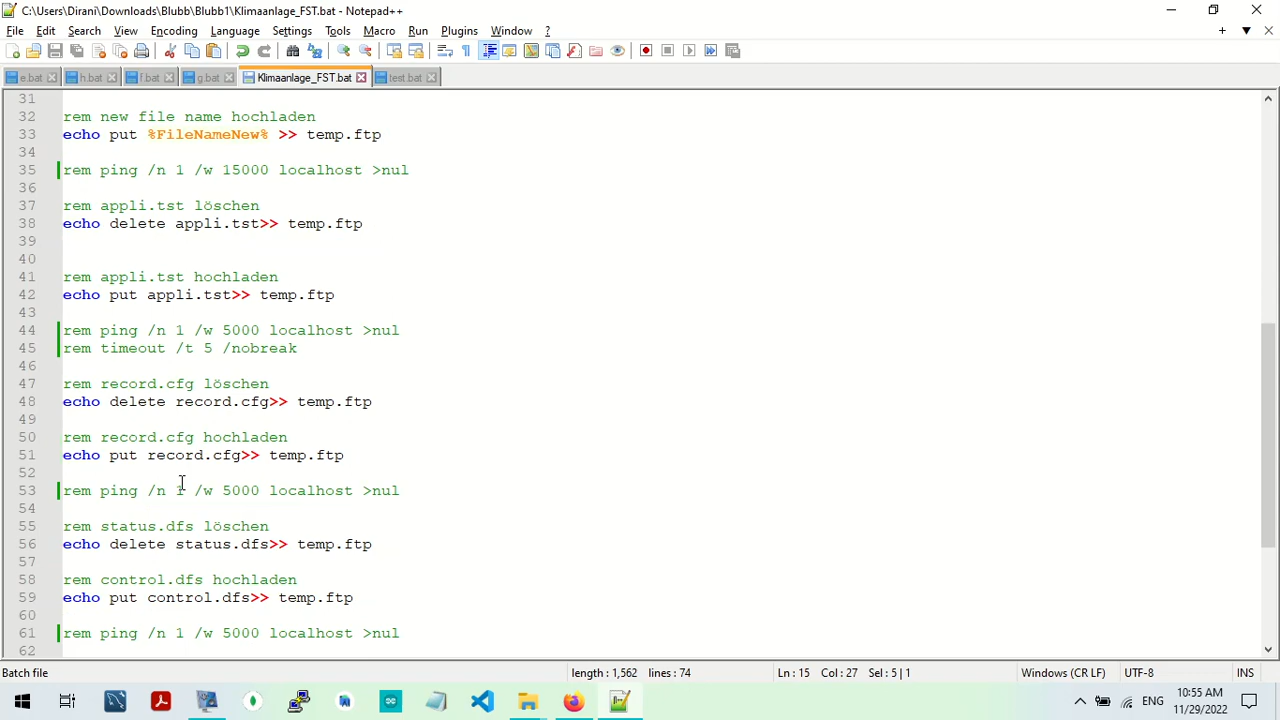 C:\Users\Dirani\Downloads\Blubb\Blubb1\Klimaanlage_FST.bat - Notepad++
File Edit Search View Encoding Language Settings Tools Macro Run Plugins Window ?
e.bat h.bat f.bat g.bat Klimaanlage_FST.bat test.bat
31
32 rem new file name hochladen
33 echo put %FileNameNew% >> temp.ftp
34
35 rem ping /n 1 /w 15000 localhost >nul
36
37 rem appli.tst löschen
38 echo delete appli.tst>> temp.ftp
39
40
41 rem appli.tst hochladen
42 echo put appli.tst>> temp.ftp
43
44 rem ping /n 1 /w 5000 localhost >nul
45 rem timeout /t 5 /nobreak
46
47 rem record.cfg löschen
48 echo delete record.cfg>> temp.ftp
49
50 rem record.cfg hochladen
51 echo put record.cfg>> temp.ftp
52
53 rem ping /n 1 /w 5000 localhost >nul
54
55 rem status.dfs löschen
56 echo delete status.dfs>> temp.ftp
57
58 rem control.dfs hochladen
59 echo put control.dfs>> temp.ftp
60
61 rem ping /n 1 /w 5000 localhost >nul
62
Batch file length : 1,562 lines : 74 Ln : 15 Col : 27 Sel : 5 | 1 Windows (CR LF) UTF-8 INS
ENG 10:55 AM
11/29/2022